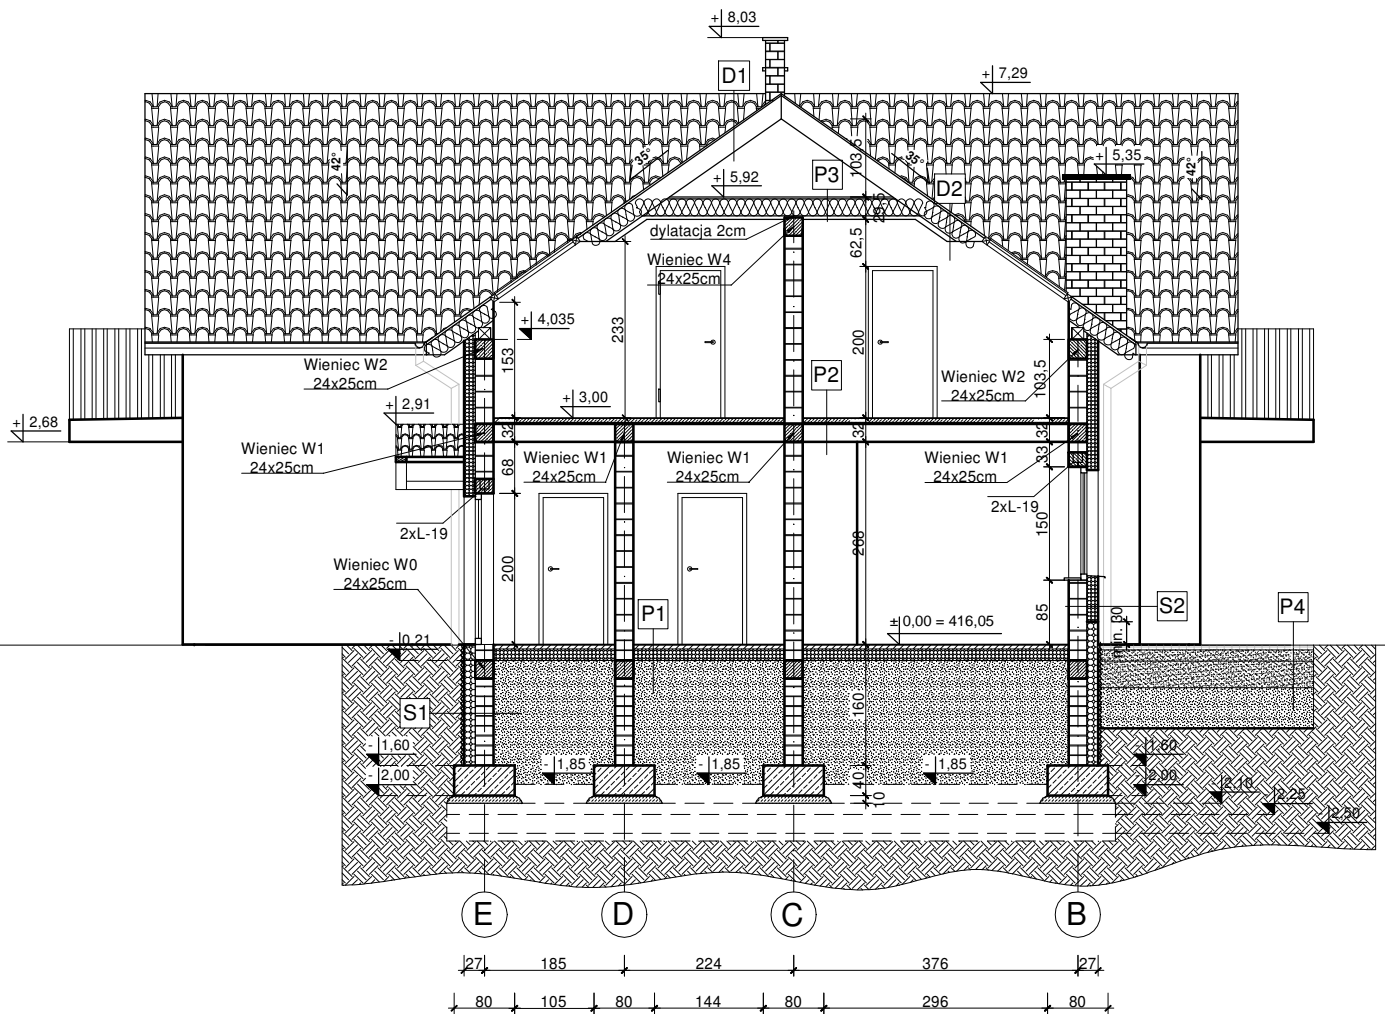 + 8,03
D1
+ 7,29
42°
35°
35°
103,5
+ 5,35
42°
+ 5,92
P3
D2
29,5
dylatacja 2cm
Wieniec W4
24x25cm
62,5
+ 4,035
233
153
200
103,5
Wieniec W2
24x25cm
P2
Wieniec W2
24x25cm
+ 3,00
+ 2,91
+ 2,68
32
32
32
Wieniec W1
24x25cm
68
Wieniec W1
24x25cm
Wieniec W1
24x25cm
Wieniec W1
24x25cm
33
2xL-19
2xL-19
150
268
Wieniec W0
24x25cm
200
P1
± 0,00 = 416,05
85
S2
min. 30
P4
- 0,21
S1
160
- 1,60
- 2,00
- 1,85
- 1,85
- 1,85
- 1,60
- 2,00
40
10
2,10
2,25
2,50
E
D
C
B
27
185
224
376
27
80
105
80
144
80
296
80